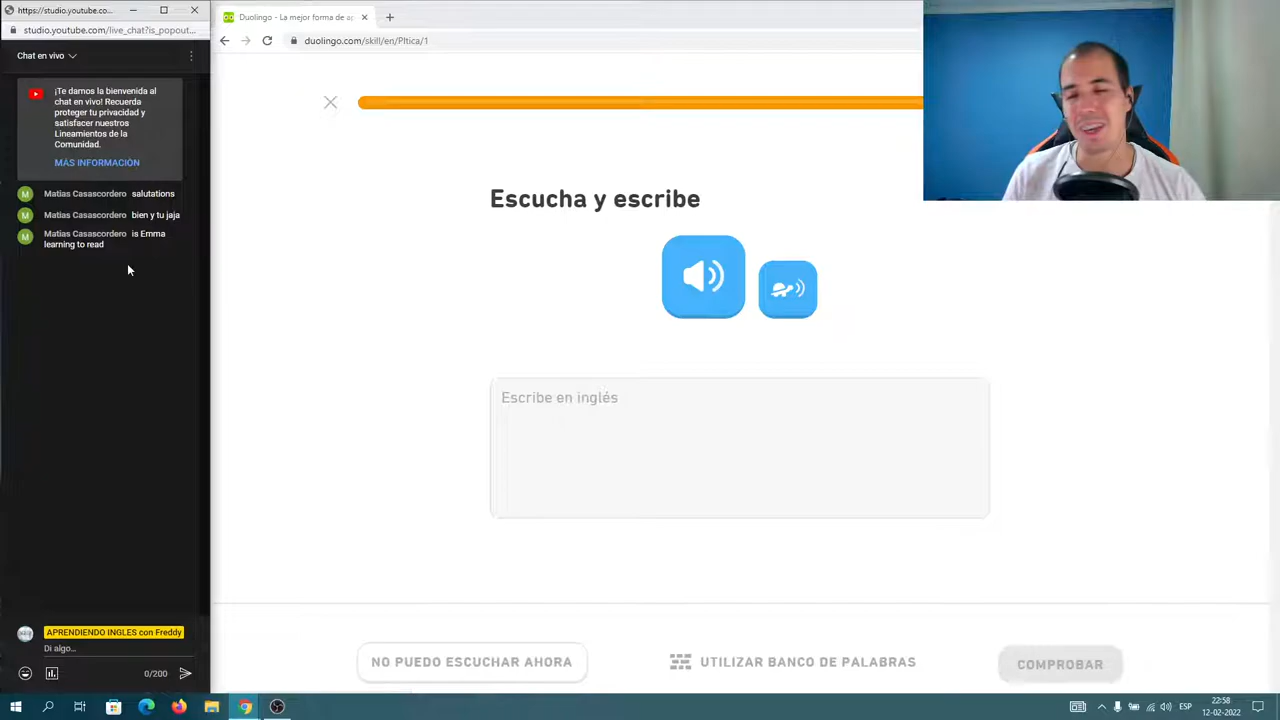 https://studio.youtube.com/live_chat?is_popout...
studio.youtube.com/live_chat?is_popout...
Chat en vivo
¡Te damos la bienvenida al
chat en vivo! Recuerda
proteger tu privacidad y
satisfacer nuestros
Lineamientos de la
Comunidad.
MÁS INFORMACIÓN
M Matias Casascordero salutations
M Matias Casascordero bien y tu jaja
M Matias Casascordero is Emma
learning to read
APRENDIENDO INGLES con Freddy
Di algo...
0/200
Duolingo - La mejor forma de ap
duolingo.com/skill/en/Pltica/1
Escucha y escribe
Escribe en inglés
NO PUEDO ESCUCHAR AHORA
UTILIZAR BANCO DE PALABRAS
COMPROBAR
ESP
22:58
12-02-2022